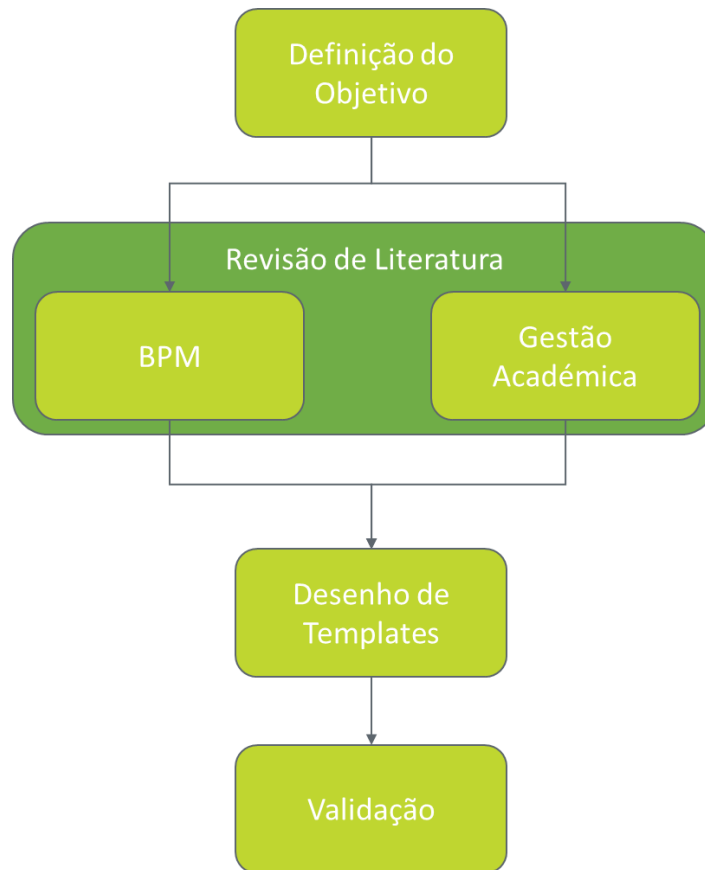 Definição do
Objetivo
Revisão de Literatura
BPM
Gestão
Académica
Desenho de
Templates
Validação